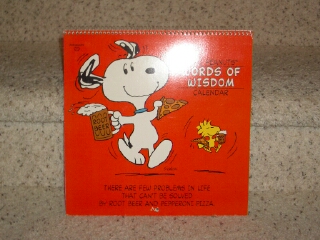 WORDS OF
WISDOM
CALENDAR
ROOT
BEER
THERE ARE FEW PROBLEMS IN LIFE
THAT CAN'T BE SOLVED
BY ROOT BEER AND PEPPERONI PIZZA.